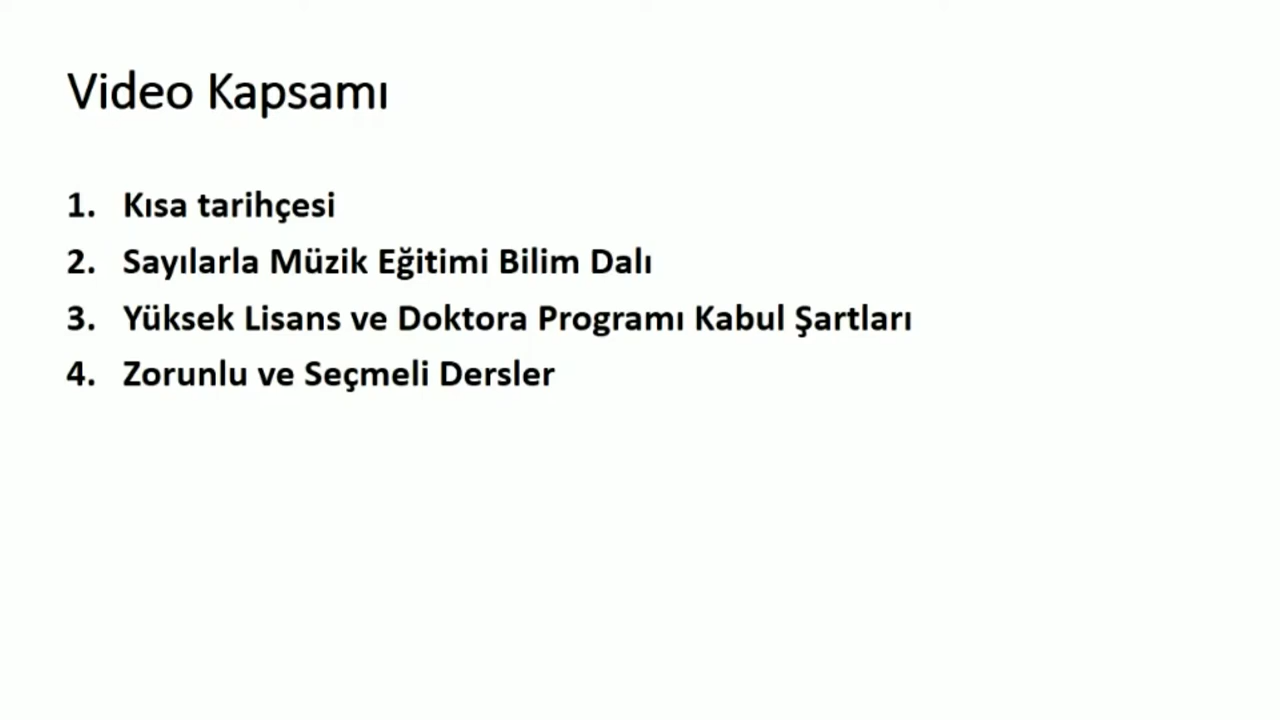 Video Kapsamı
1. Kısa tarihçesi
2. Sayılarla Müzik Eğitimi Bilim Dalı
3. Yüksek Lisans ve Doktora Programı Kabul Şartları
4. Zorunlu ve Seçmeli Dersler